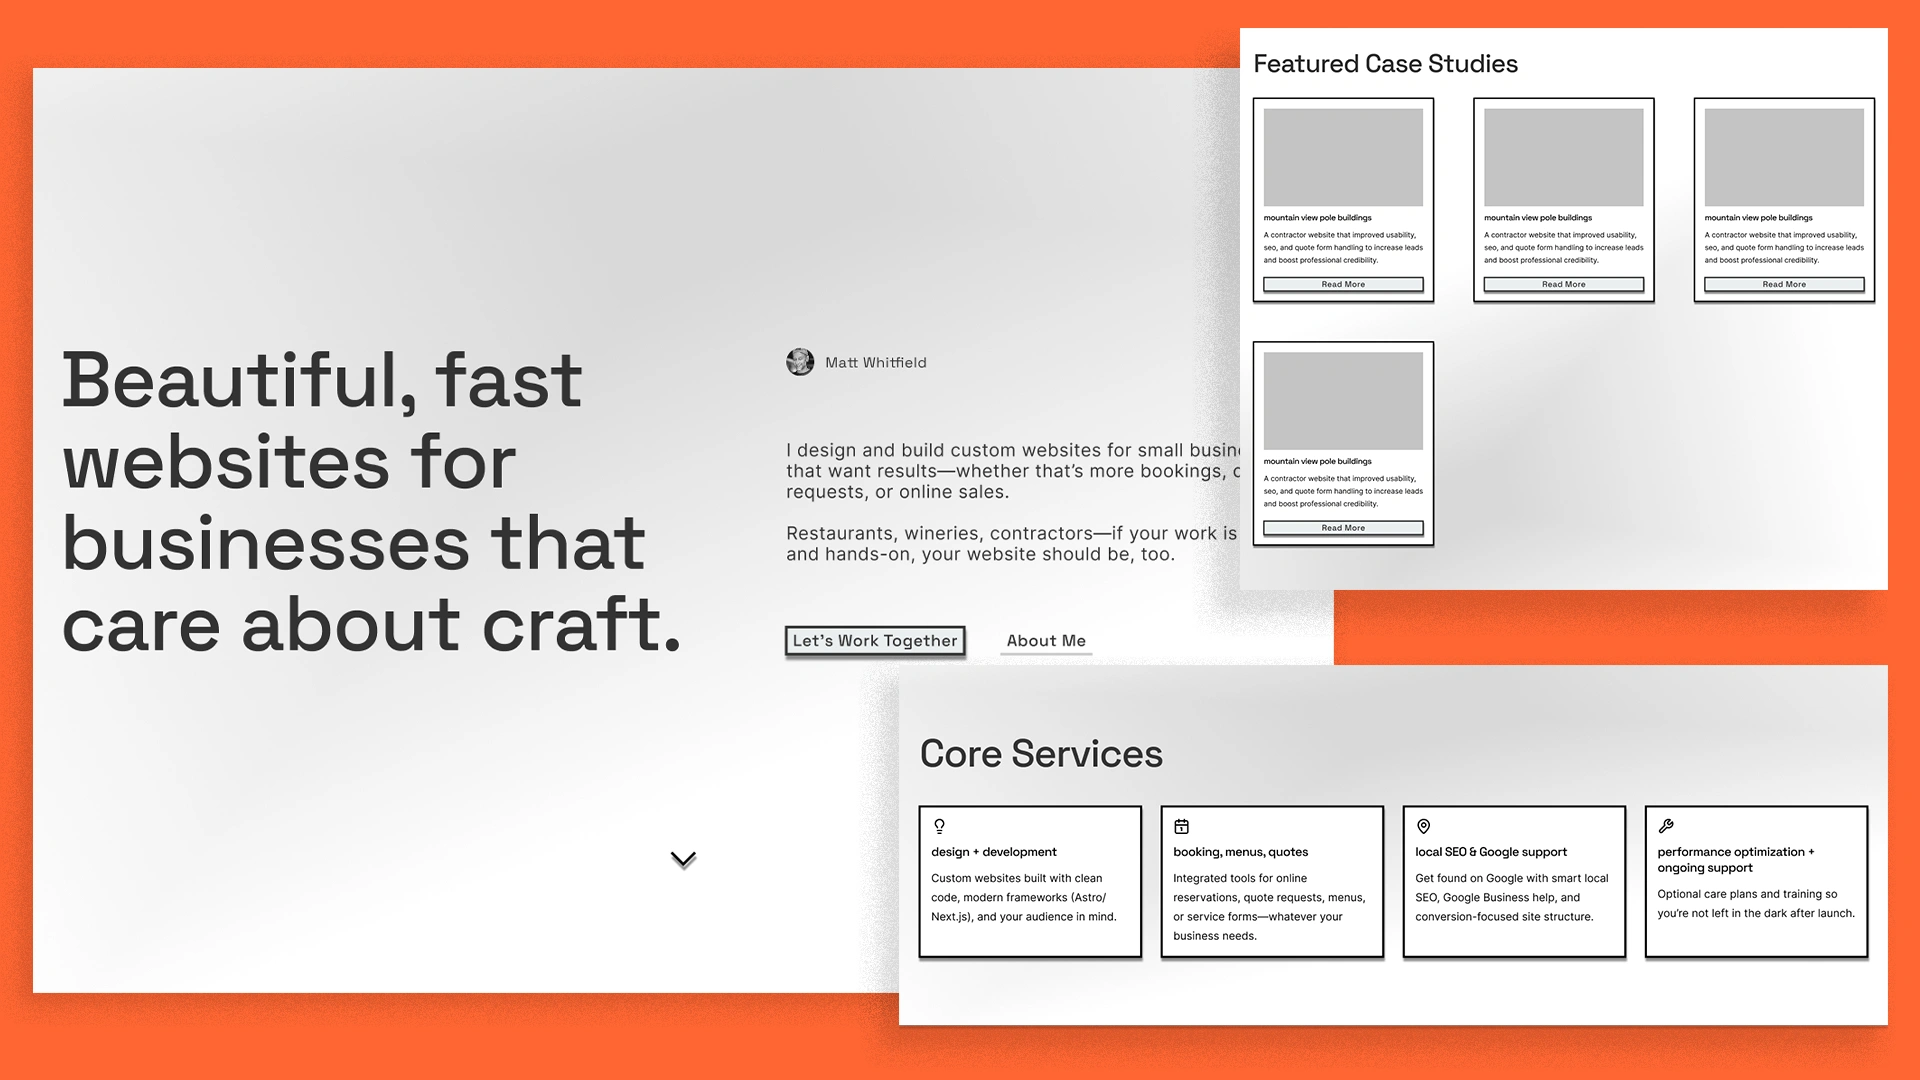 Beautiful, fast
websites for
businesses that
care about craft.
Matt Whitfield
I design and build custom websites for small
that want results—whether that’s more bookings,
requests, or online sales.
Restaurants, wineries, contractors—if your work is
and hands-on, your website should be, too.
Let’s Work Together
About Me
Featured Case Studies
mountain view pole buildings
A contractor website that improved usability,
seo, and quote form handling to increase leads
and boost professional credibility.
Read More
mountain view pole buildings
A contractor website that improved usability,
seo, and quote form handling to increase leads
and boost professional credibility.
Read More
mountain view pole buildings
A contractor website that improved usability,
seo, and quote form handling to increase leads
and boost professional credibility.
Read More
mountain view pole buildings
A contractor website that improved usability,
seo, and quote form handling to increase leads
and boost professional credibility.
Read More
Core Services
design + development
Custom websites built with clean
code, modern frameworks (Astro/
Next.js), and your audience in mind.
booking, menus, quotes
Integrated tools for online
reservations, quote requests, menus,
or service forms—whatever your
business needs.
local SEO & Google support
Get found on Google with smart local
SEO, Google Business help, and
conversion-focused site structure.
performance optimization +
ongoing support
Optional care plans and training so
you’re not left in the dark after launch.